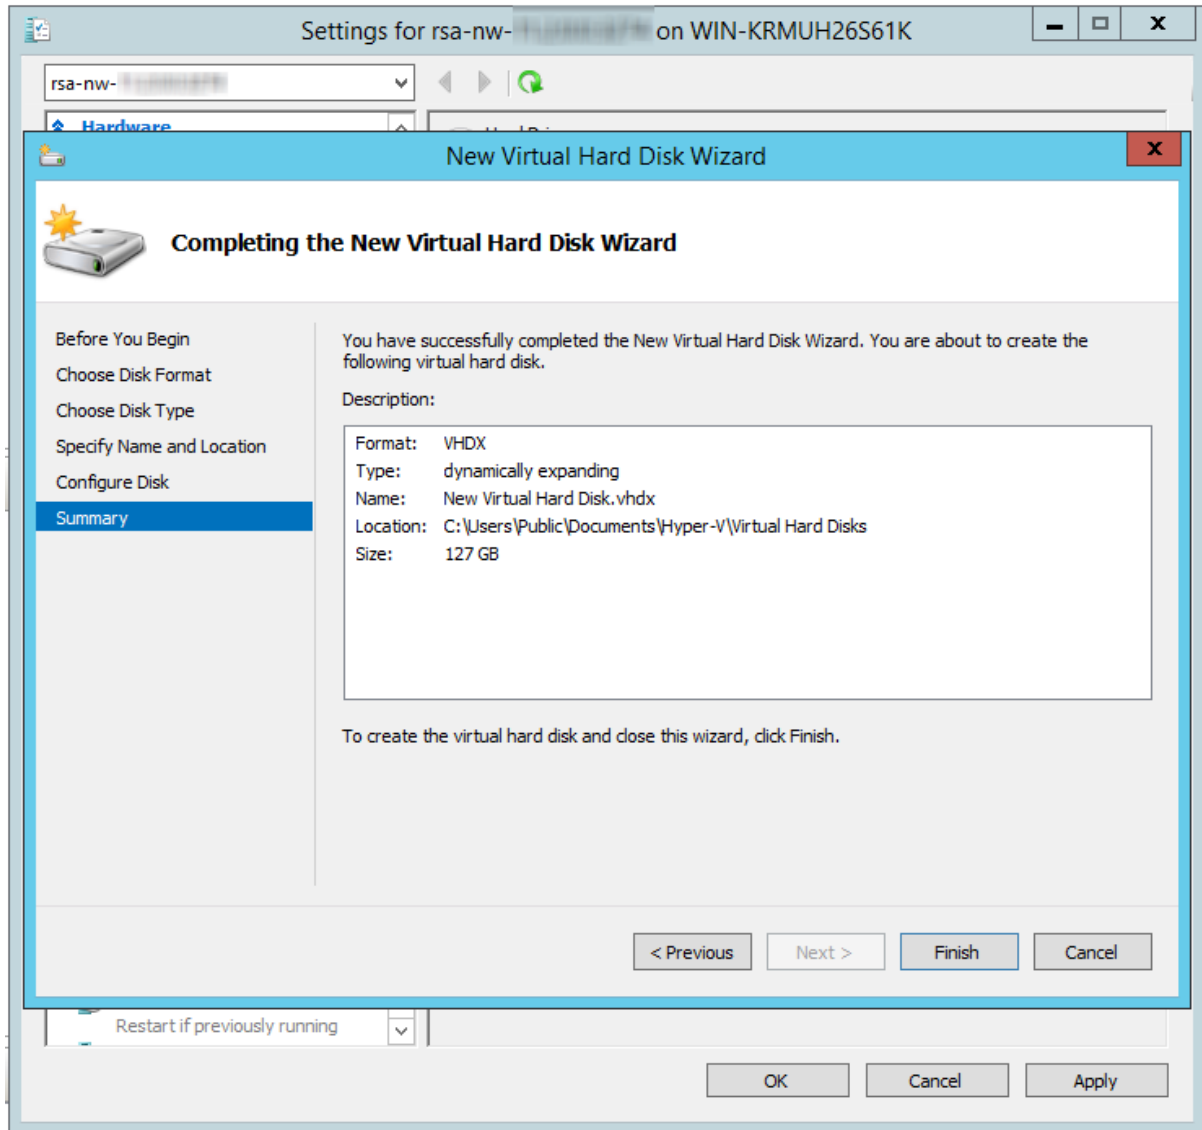 Settings for rsa-nw- on WIN-KRMUH26S61K
rsa-nw-
Hardware
New Virtual Hard Disk Wizard
Completing the New Virtual Hard Disk Wizard
Before You Begin
Choose Disk Format
Choose Disk Type
Specify Name and Location
Configure Disk
Summary
You have successfully completed the New Virtual Hard Disk Wizard. You are about to create the
following virtual hard disk.
Description:
Format: VHDX
Type: dynamically expanding
Name: New Virtual Hard Disk.vhdx
Location: C:\Users\Public\Documents\Hyper-V\Virtual Hard Disks
Size: 127 GB
To create the virtual hard disk and close this wizard, click Finish.
< Previous
Next >
Finish
Cancel
Restart if previously running
OK
Cancel
Apply